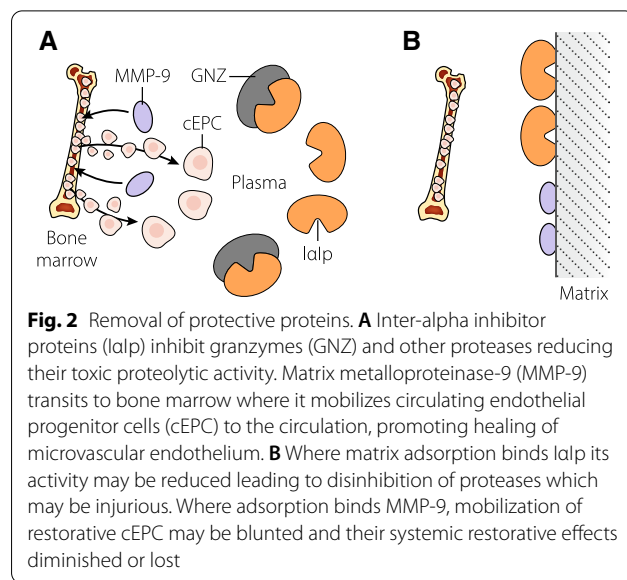 A
B
MMP-9
GNZ
cEPC
Plasma
IαIp
Bone
marrow
Matrix
Fig. 2 Removal of protective proteins. A Inter-alpha inhibitor
proteins (IαIp) inhibit granzymes (GNZ) and other proteases reducing
their toxic proteolytic activity. Matrix metalloproteinase-9 (MMP-9)
transits to bone marrow where it mobilizes circulating endothelial
progenitor cells (cEPC) to the circulation, promoting healing of
microvascular endothelium. B Where matrix adsorption binds IαIp its
activity may be reduced leading to disinhibition of proteases which
may be injurious. Where adsorption binds MMP-9, mobilization of
restorative cEPC may be blunted and their systemic restorative effects
diminished or lost